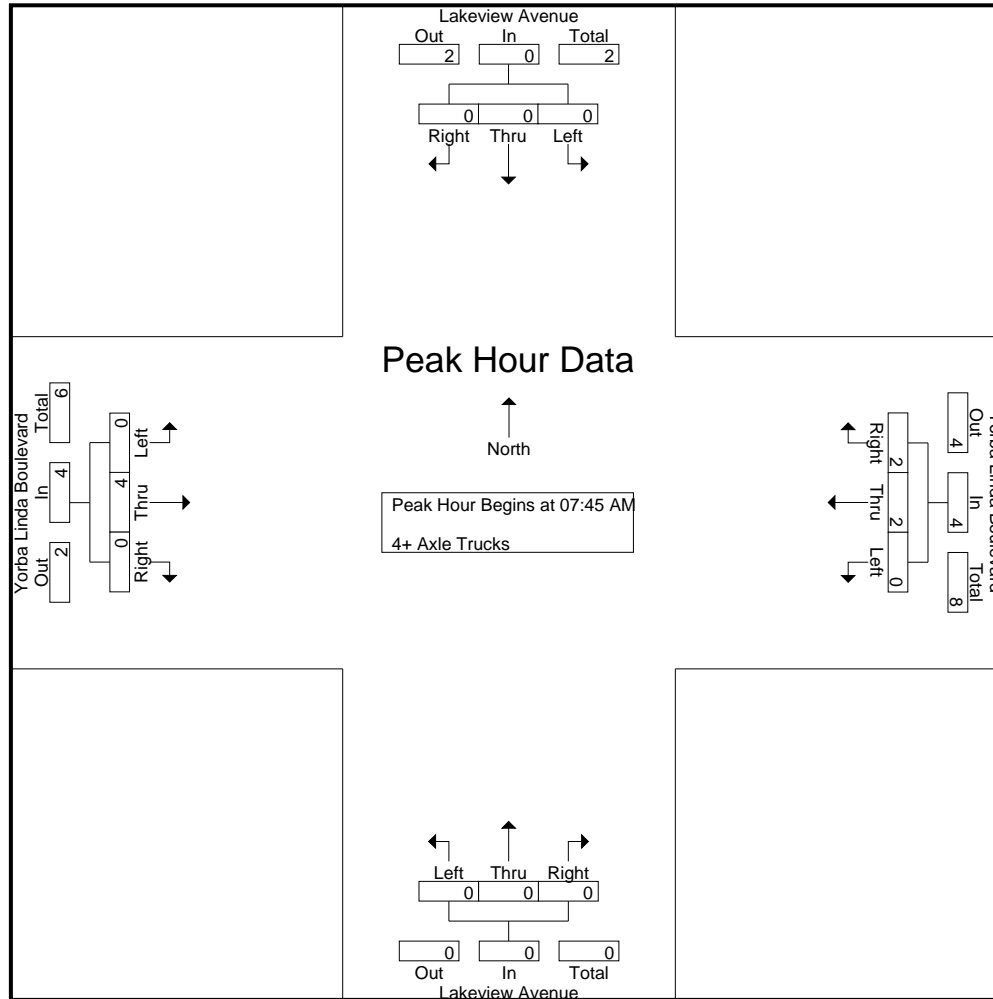 Lakeview Avenue
Out In Total
2 0 2
0 0 0
Right Thru Left
Peak Hour Data
North
Peak Hour Begins at 07:45 AM
4+ Axle Trucks
Yorba Linda Boulevard
Out In Total
2 4 6
0 4 0
Right Thru Left
Out In Total
4 4 8
2 2 0
Right Thru Left
Left Thru Right
0 0 0
0 0 0
Out In Total
Lakeview Avenue